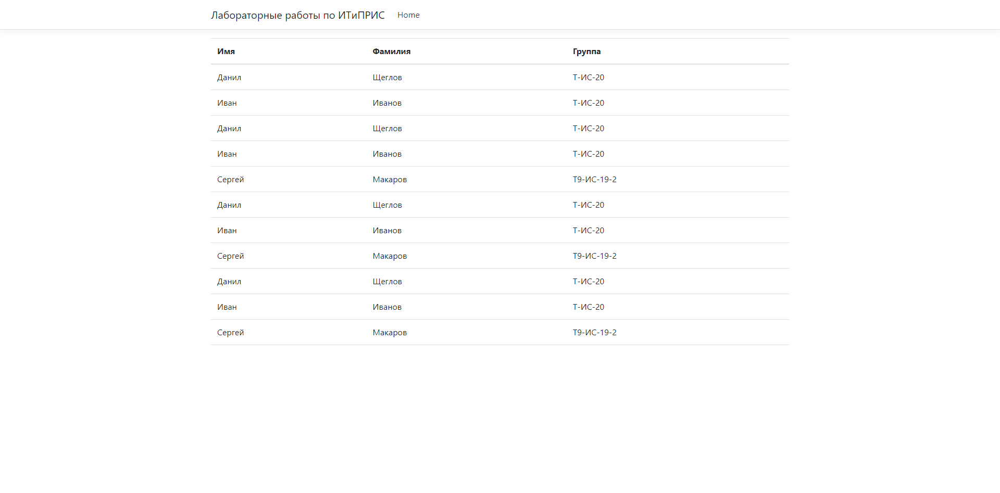 Лабораторные работы по ИТиПРИС Home
Имя Фамилия Группа
Данил Щеглов Т-ИС-20
Иван Иванов Т-ИС-20
Данил Щеглов Т-ИС-20
Иван Иванов Т-ИС-20
Сергей Макаров Т9-ИС-19-2
Данил Щеглов Т-ИС-20
Иван Иванов Т-ИС-20
Сергей Макаров Т9-ИС-19-2
Данил Щеглов Т-ИС-20
Иван Иванов Т-ИС-20
Сергей Макаров Т9-ИС-19-2